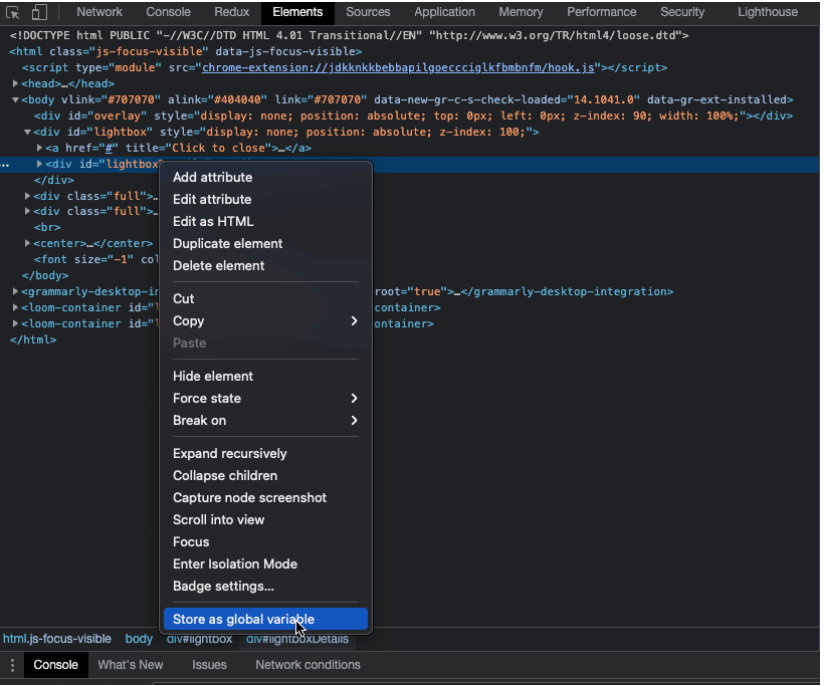 Network Console Redux Elements Sources Application Memory Performance Security Lighthouse
<!DOCTYPE html PUBLIC "-//W3C//DTD HTML 4.01 Transitional//EN" "http://www.w3.org/TR/html4/loose.dtd">
<html class="js-focus-visible" data-js-focus-visible>
<script type="module" src="chrome-extension://jdkknkkbebbapilgoeccciglkfbmbnfm/hook.js"></script>
<head>…</head>
<body vlink="#707070" alink="#404040" link="#707070" data-new-gr-c-s-check-loaded="14.1041.0" data-gr-ext-installed>
<div id="overlay" style="display: none; position: absolute; top: 0px; left: 0px; z-index: 90; width: 100%;"></div>
<div id="lightbox" style="display: none; position: absolute; z-index: 100;">
<a href="#" title="Click to close">…</a>
<div id="lightbox
</div>
<div class="full">…
<div class="full">…
<br>
<center>…</center>
<font size="-1" col
</body>
<grammarly-desktop-in root="true">…</grammarly-desktop-integration>
<loom-container id="l container>
<loom-container id="l ontainer>
</html>
Add attribute
Edit attribute
Edit as HTML
Duplicate element
Delete element
Cut
Copy
Paste
Hide element
Force state
Break on
Expand recursively
Collapse children
Capture node screenshot
Scroll into view
Focus
Enter Isolation Mode
Badge settings...
Store as global variable
html.js-focus-visible body div#lightbox div#lightboxDetails
Console What's New Issues Network conditions